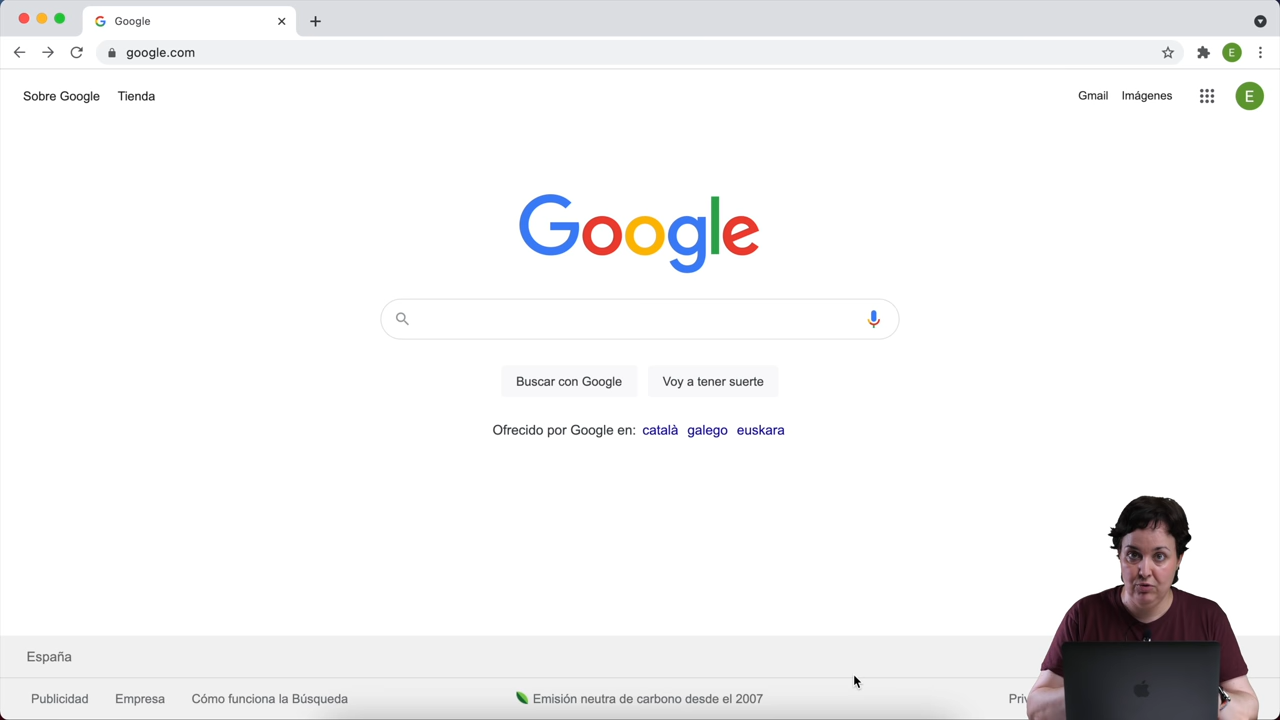 Google
google.com
E
Sobre Google Tienda
Gmail Imágenes
E
Google
Buscar con Google Voy a tener suerte
Ofrecido por Google en: català galego euskara
España
Publicidad Empresa Cómo funciona la Búsqueda Emisión neutra de carbono desde el 2007